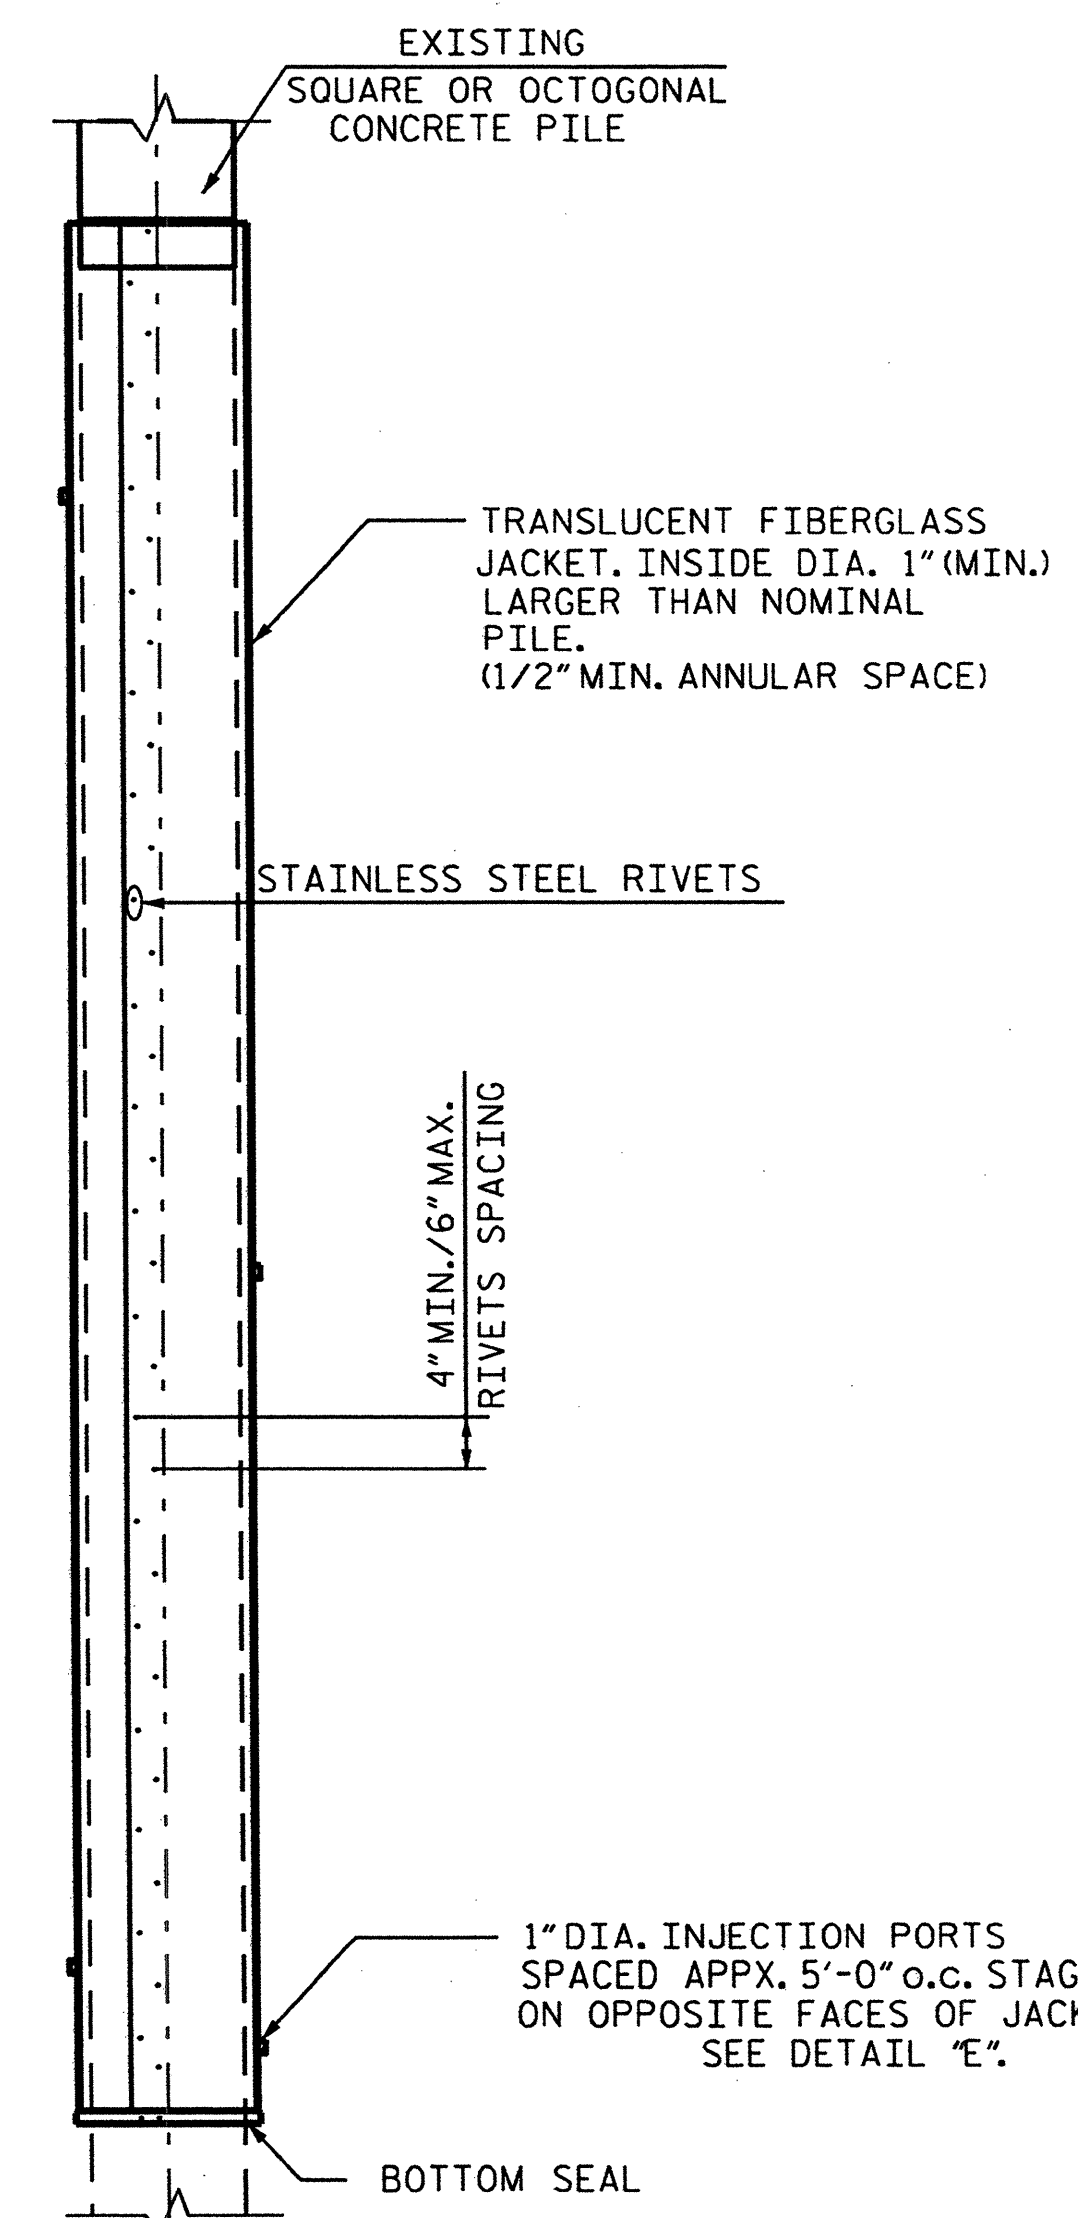 EXISTING
SQUARE OR OCTOGONAL
CONCRETE PILE
TRANSLUCENT FIBERGLASS
JACKET. INSIDE DIA. 1" (MIN.)
LARGER THAN NOMINAL
PILE.
(1/2" MIN. ANNULAR SPACE)
STAINLESS STEEL RIVETS
4" MIN./6" MAX.
RIVETS SPACING
1" DIA. INJECTION PORTS
SPACED APPX. 5'-0" o.c. STAG
ON OPPOSITE FACES OF JACK
SEE DETAIL "E".
BOTTOM SEAL